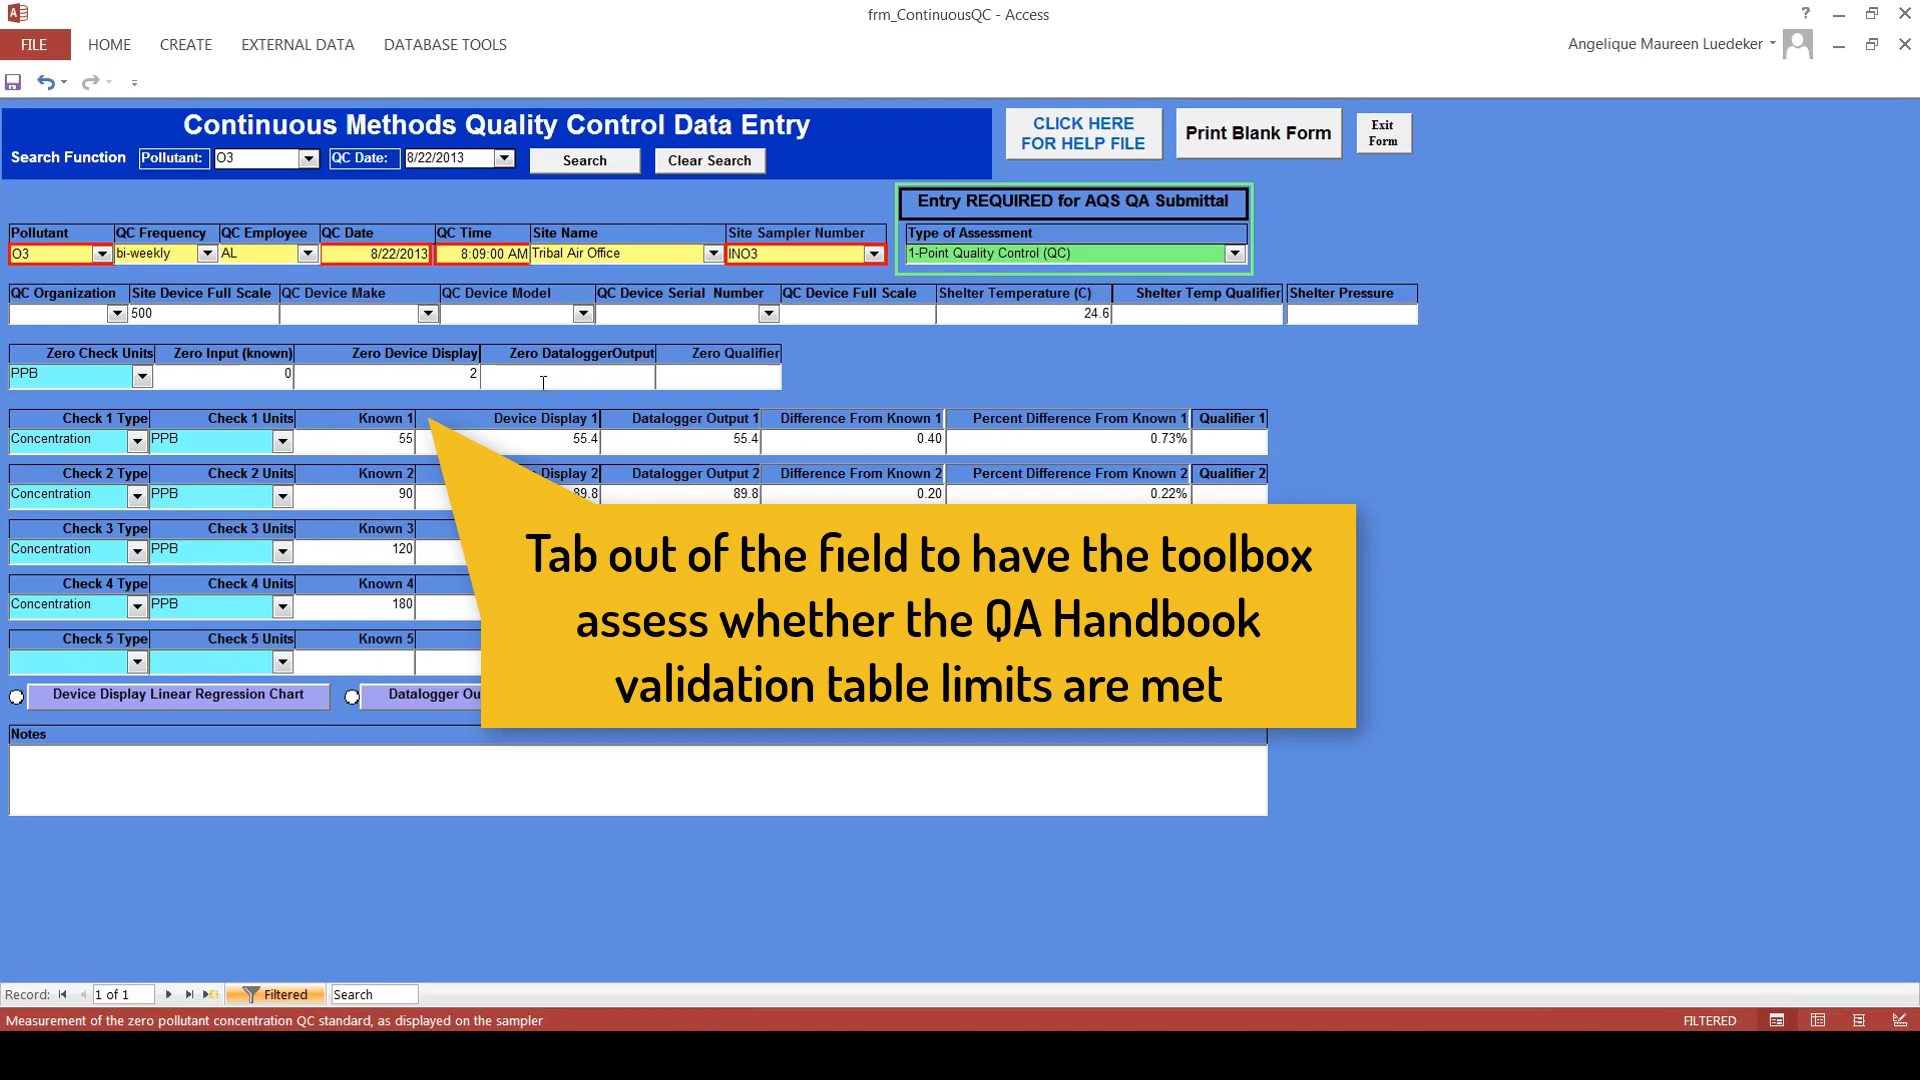 frm_ContinuousQC - Access
?
FILE HOME CREATE EXTERNAL DATA DATABASE TOOLS
Angelique Maureen Luedeker
Continuous Methods Quality Control Data Entry
Search Function Pollutant: O3 QC Date: 8/22/2013 Search Clear Search
CLICK HERE
FOR HELP FILE
Print Blank Form
Exit
Form
Entry REQUIRED for AQS QA Submittal
Pollutant QC Frequency QC Employee QC Date QC Time Site Name Site Sampler Number Type of Assessment
O3 bi-weekly AL 8/22/2013 8:09:00 AM Tribal Air Office INO3 1-Point Quality Control (QC)
QC Organization Site Device Full Scale QC Device Make QC Device Model QC Device Serial Number QC Device Full Scale Shelter Temperature (C) Shelter Temp Qualifier Shelter Pressure
500 24.6
Zero Check Units Zero Input (known) Zero Device Display Zero DataloggerOutput Zero Qualifier
PPB 0 2
Check 1 Type Check 1 Units Known 1 Device Display 1 Datalogger Output 1 Difference From Known 1 Percent Difference From Known 1 Qualifier 1
Concentration PPB 55 55.4 55.4 0.40 0.73%
Check 2 Type Check 2 Units Known 2 Display 2 Datalogger Output 2 Difference From Known 2 Percent Difference From Known 2 Qualifier 2
Concentration PPB 90 89.8 89.8 0.20 0.22%
Check 3 Type Check 3 Units Known 3
Concentration PPB 120
Check 4 Type Check 4 Units Known 4
Concentration PPB 180
Check 5 Type Check 5 Units Known 5
Tab out of the field to have the toolbox
assess whether the QA Handbook
validation table limits are met
Device Display Linear Regression Chart Datalogger Ou
Notes
Record: 1 of 1 Filtered Search
Measurement of the zero pollutant concentration QC standard, as displayed on the sampler FILTERED